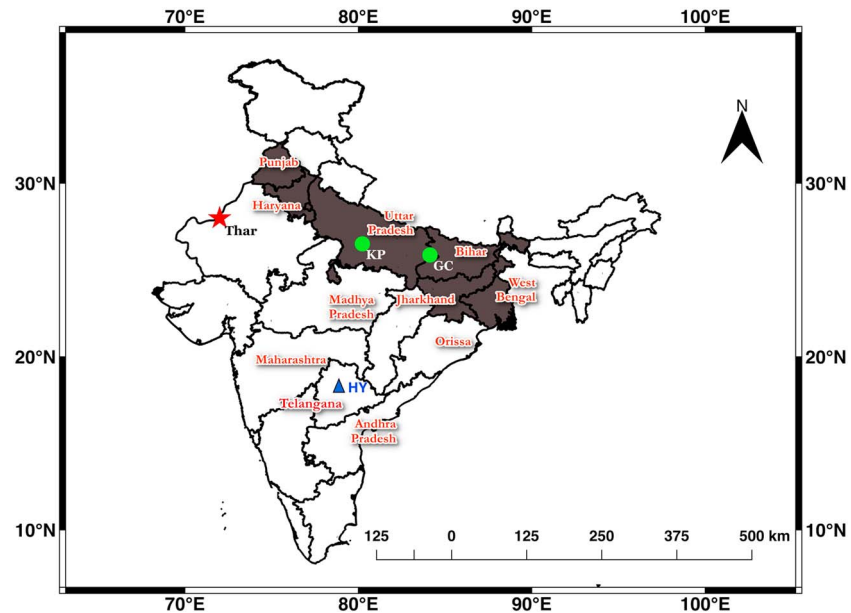 70°E 80°E 90°E 100°E
N
Punjab
30°N 30°N
Haryana
Uttar
Pradesh
Thar
KP
Bihar
GC
West
Bengal
Madhya
Pradesh
Jharkhand
Orissa
20°N 20°N
Maharashtra
HY
Telangana
Andhra
Pradesh
10°N 10°N
125 0 125 250 375 500 km
70°E 80°E 90°E 100°E